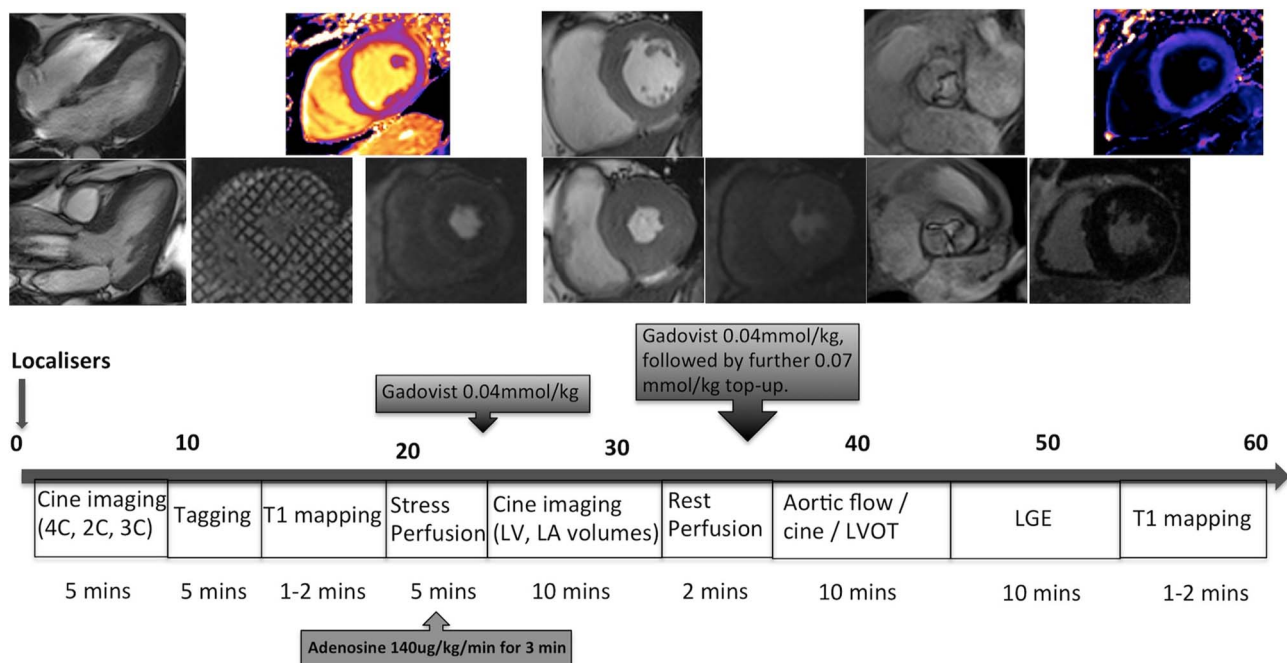 Localisers
Gadovist 0.04mmol/kg
Gadovist 0.04mmol/kg,
followed by further 0.07
mmol/kg top-up.
0
10
20
30
40
50
60
Cine imaging
(4C, 2C, 3C)
Tagging
T1 mapping
Stress
Perfusion
Cine imaging
(LV, LA volumes)
Rest
Perfusion
Aortic flow /
cine / LVOT
LGE
T1 mapping
5 mins
5 mins
1-2 mins
5 mins
10 mins
2 mins
10 mins
10 mins
1-2 mins
Adenosine 140ug/kg/min for 3 min